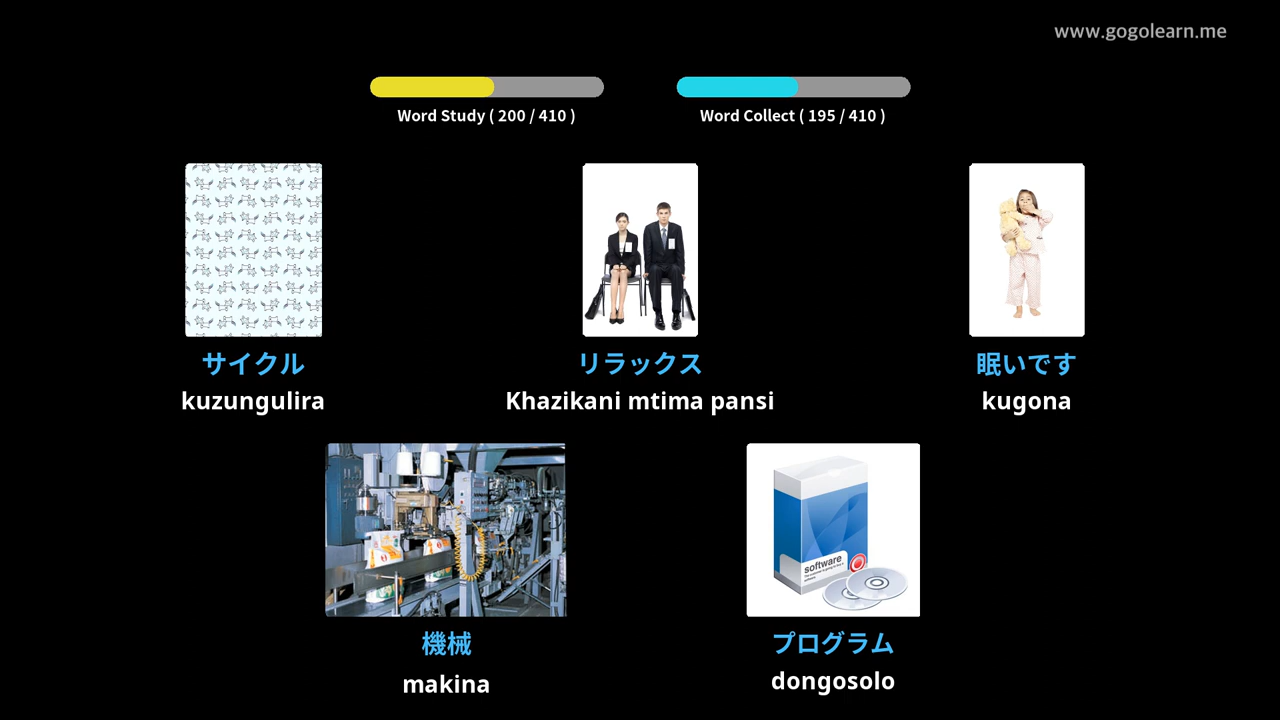 www.gogolearn.me
Word Study ( 200 / 410 )
Word Collect ( 195 / 410 )
サイクル
kuzungulira
リラックス
Khazikani mtima pansi
眠いです
kugona
software
機械
makina
プログラム
dongosolo